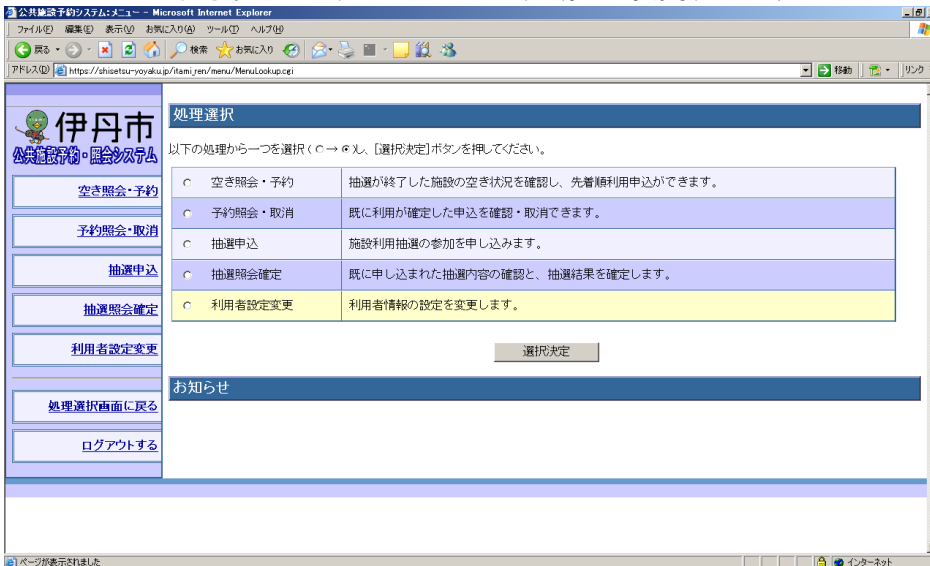 公共施設予約システム:メニュー - Microsoft Internet Explorer
ファイル(F) 編集(E) 表示(V) お気に入り(A) ツール(T) ヘルプ(H)
戻る 検索 お気に入り
アドレス(D) https://shisetsu-yoyaku.jp/itami_ren/menu/MenuLookup.cgi 移動 リンク
伊丹市
公共施設予約・照会システム
空き照会・予約
予約照会・取消
抽選申込
抽選照会確定
利用者設定変更
処理選択画面に戻る
ログアウトする
処理選択
以下の処理から一つを選択(○→⦿)し、[選択決定]ボタンを押してください。
空き照会・予約 抽選が終了した施設の空き状況を確認し、先着順利用申込ができます。
予約照会・取消 既に利用が確定した申込を確認・取消できます。
抽選申込 施設利用抽選の参加を申し込みます。
抽選照会確定 既に申し込まれた抽選内容の確認と、抽選結果を確定します。
利用者設定変更 利用者情報の設定を変更します。
選択決定
お知らせ
ページが表示されました インターネット